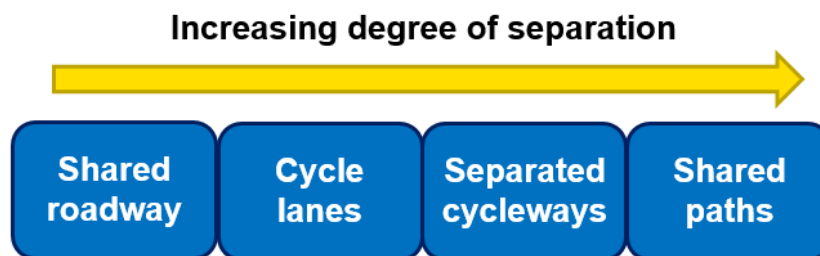 Increasing degree of separation
Shared
roadway
Cycle
lanes
Separated
cycleways
Shared
paths